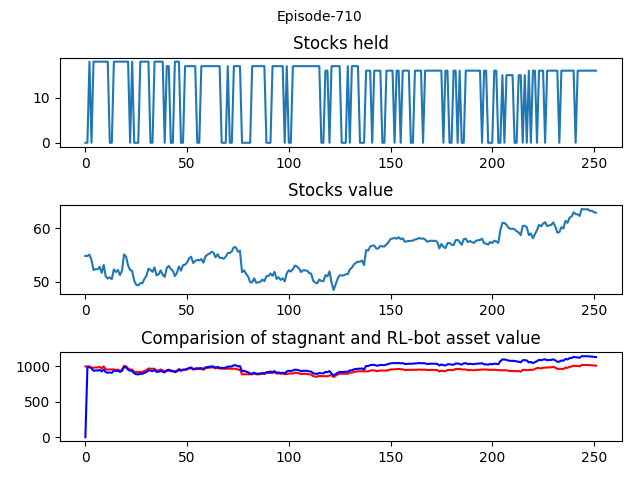 Episode-710
Stocks held
10
0
0 50 100 150 200 250
Stocks value
60
50
0 50 100 150 200 250
Comparision of stagnant and RL-bot asset value
1000
500
0
0 50 100 150 200 250